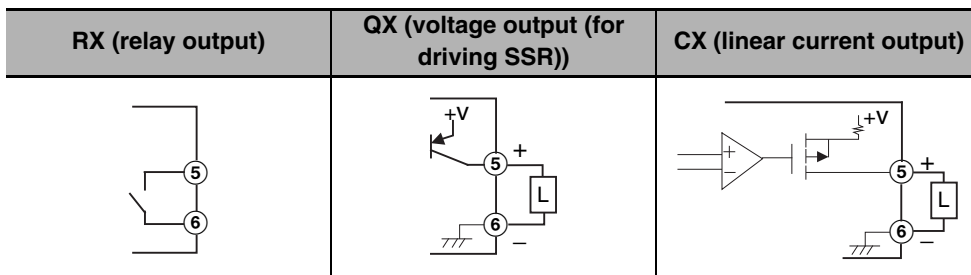 RX (relay output)
QX (voltage output (for
driving SSR))
CX (linear current output)
5
6
+V
5
+
L
6
−
+
−
+V
5
+
L
6
−